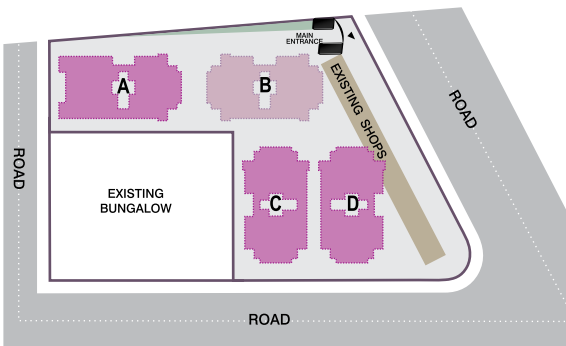 MAIN
ENTRANCE
A
B
EXISTING SHOPS
ROAD
ROAD
EXISTING
BUNGALOW
C
D
ROAD